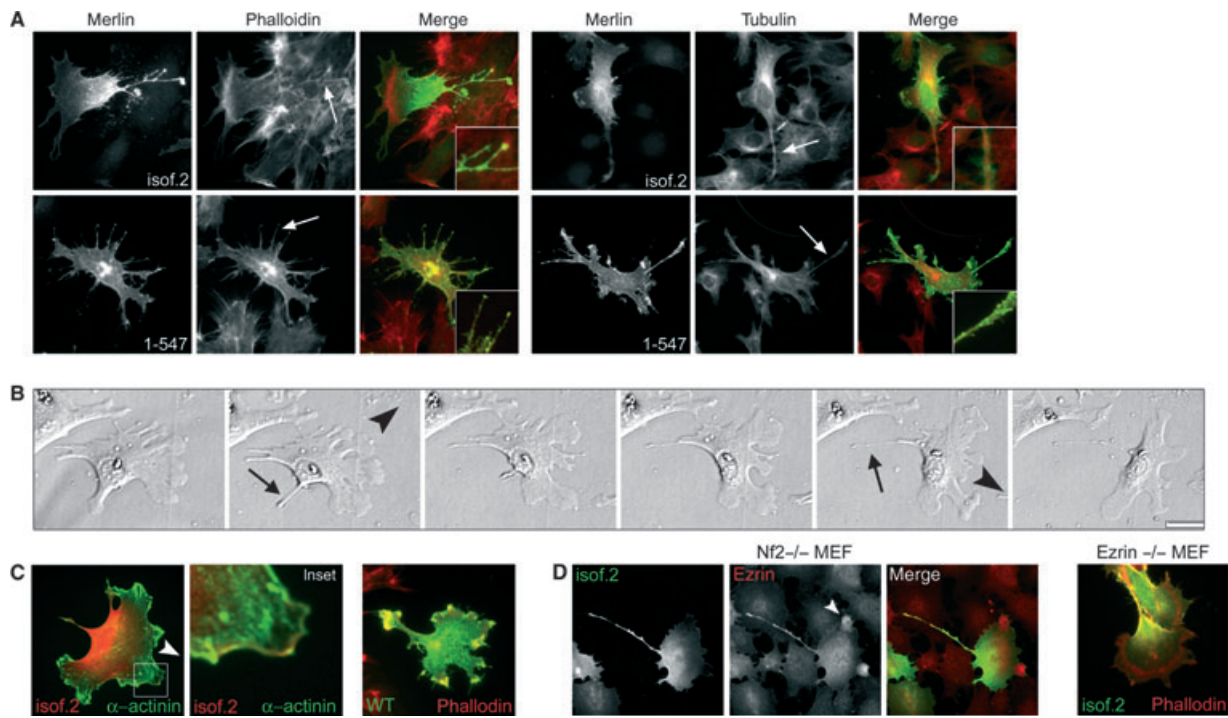 A
Merlin Phalloidin Merge Merlin Tubulin Merge
isof.2 isof.2
1-547 1-547
B
Nf2–/– MEF Ezrin –/– MEF
C Inset D isof.2 Ezrin Merge
isof.2 α–actinin isof.2 α–actinin WT Phallodin isof.2 Phallodin